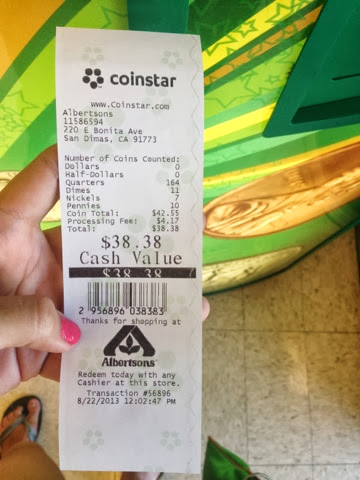 coinstar
www.Coinstar.com
Albertsons
11586594
220 E Bonita Ave
San Dimas, CA 91773
Number of Coins Counted:
Dollars 0
Half-Dollars 0
Quarters 164
Dimes 11
Nickels 7
Pennies 10
Coin Total: $42.55
Processing Fee: $4.17
Total: $38.38
$38.38
Cash Value
$38.38
2 956896 038383
Thanks for shopping at
Albertsons
Redeem today with any
Cashier at this store.
Transaction #56896
8/22/2013 12:02:47 PM